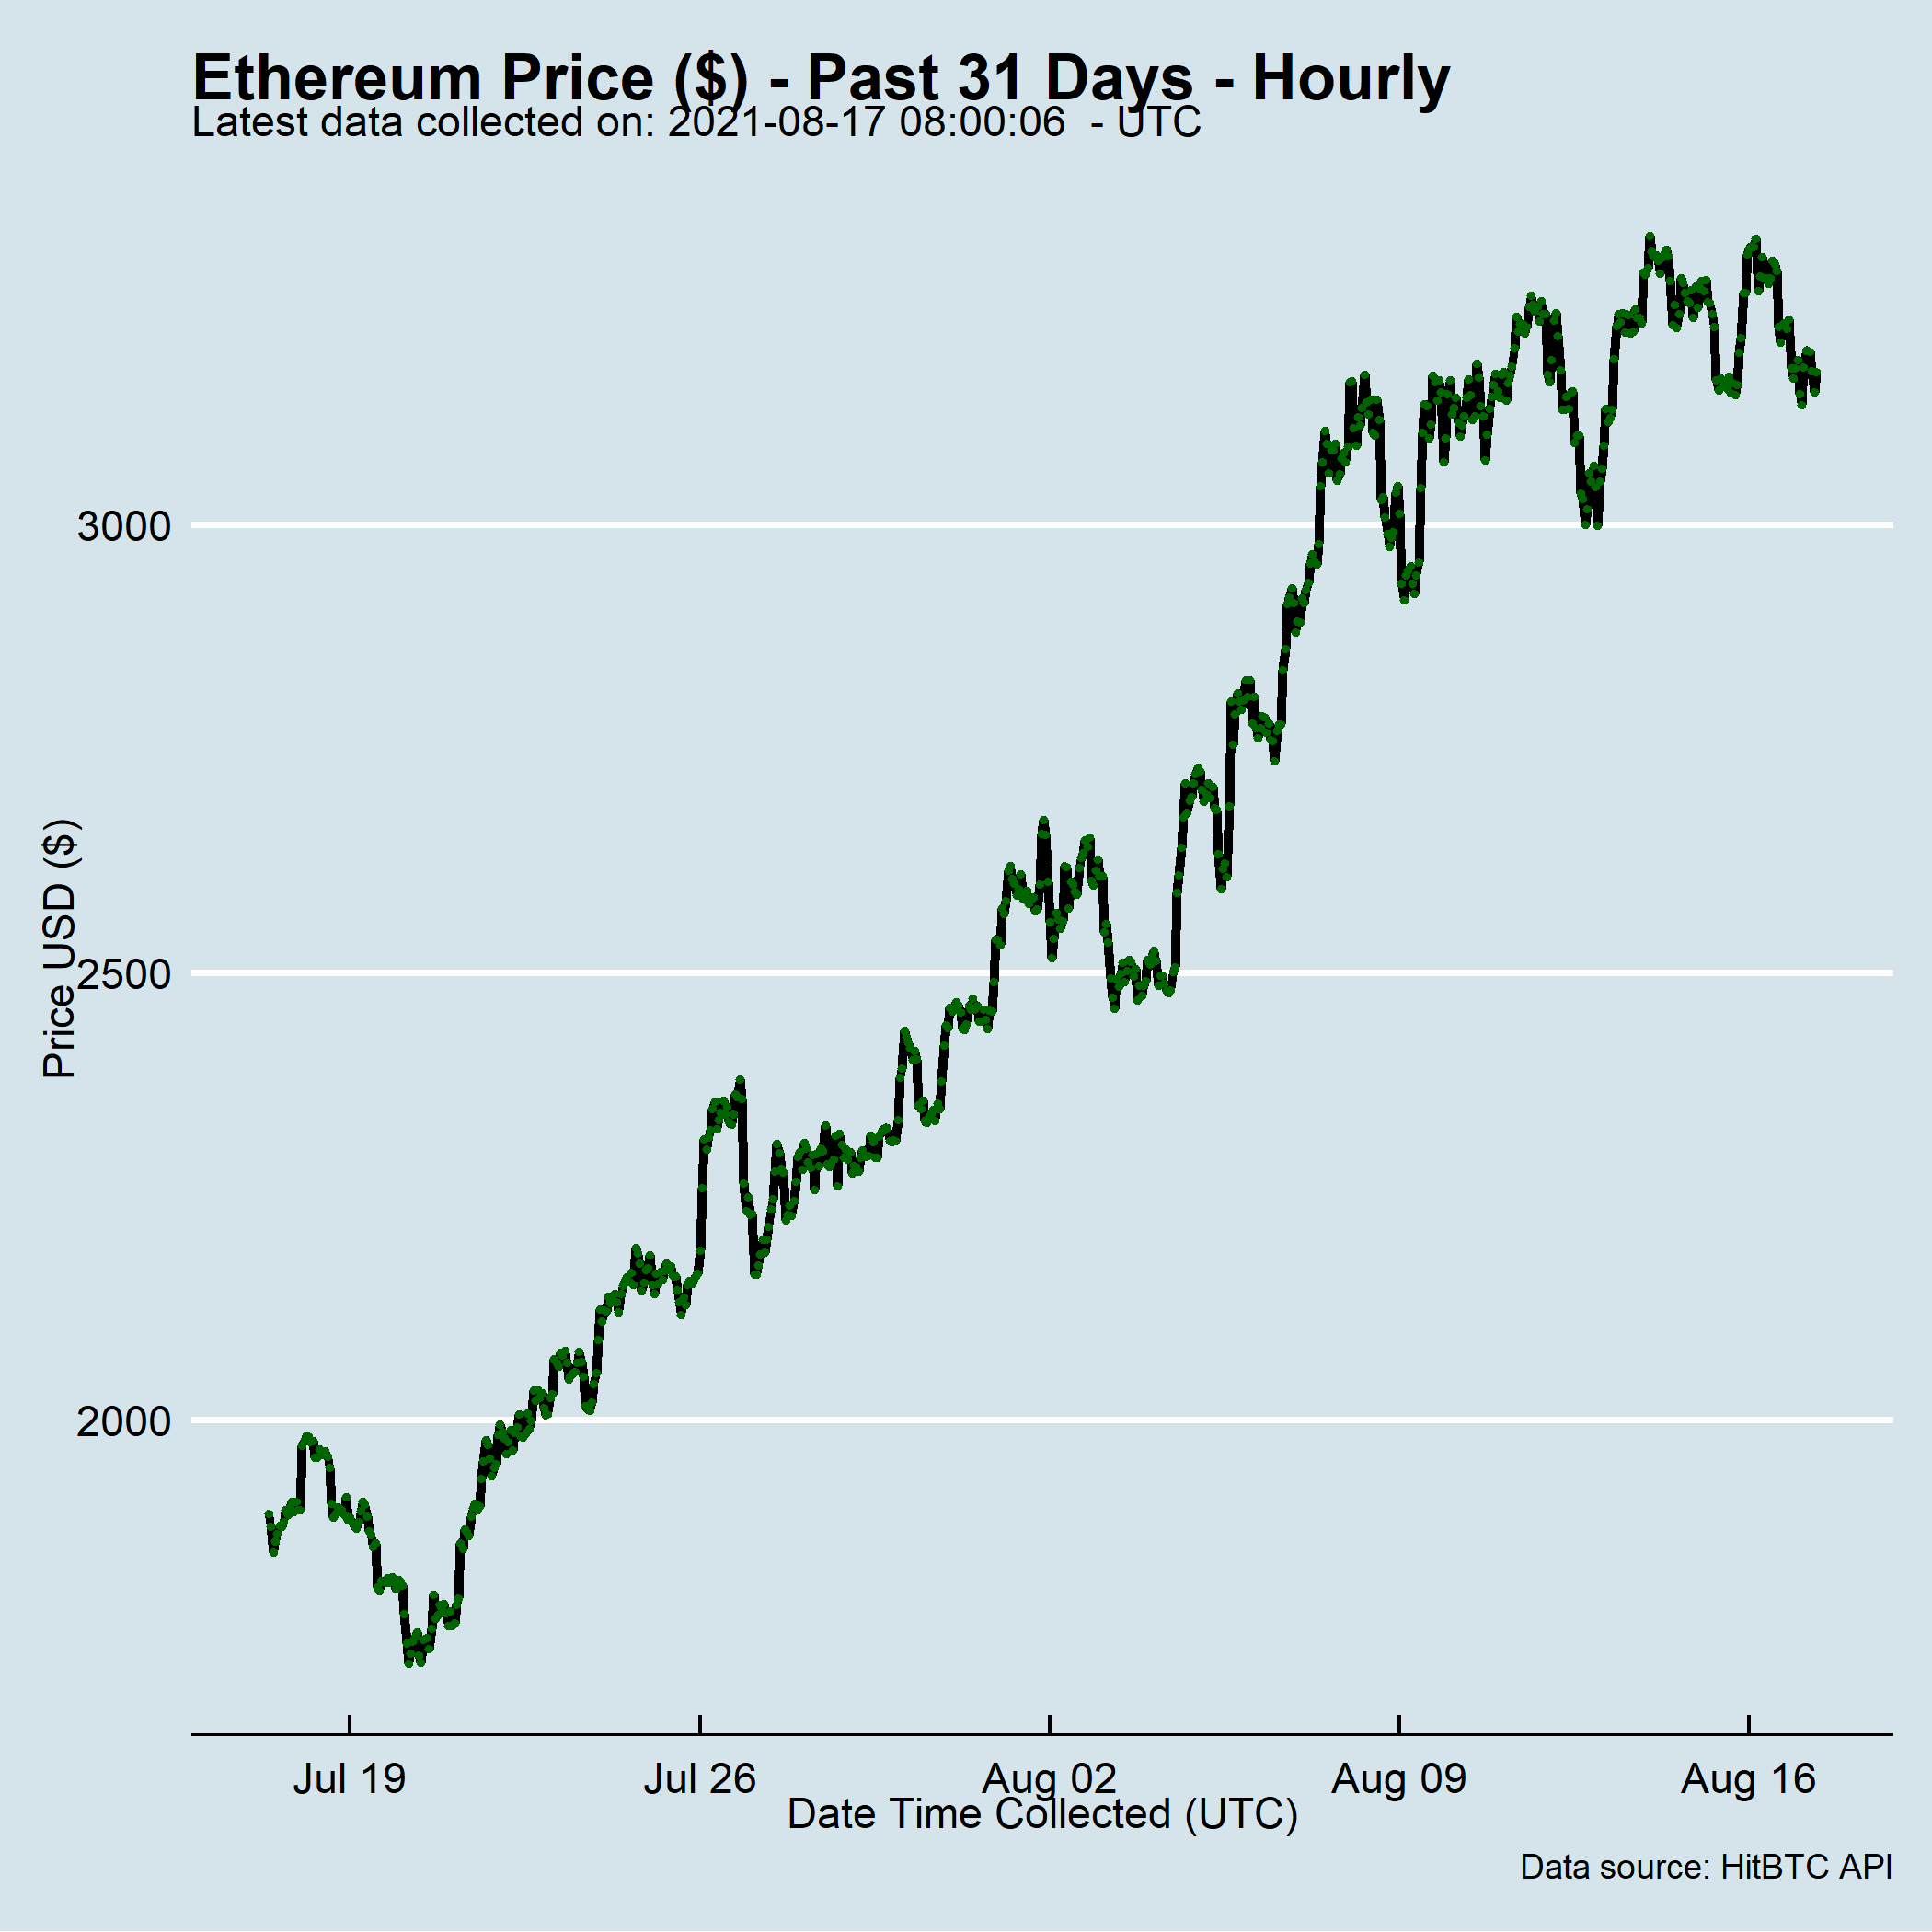 Ethereum Price ($) - Past 31 Days - Hourly
Latest data collected on: 2021-08-17 08:00:06  - UTC
3000
2500
2000
Price USD ($)
Jul 19
Jul 26
Aug 02
Aug 09
Aug 16
Date Time Collected (UTC)
Data source: HitBTC API